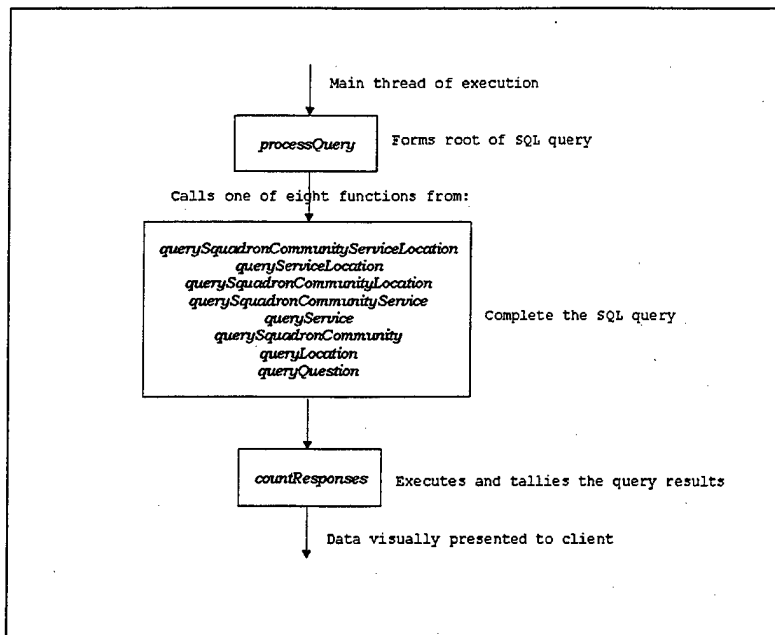 Main thread of execution
processQuery
Forms root of SQL query
Calls one of eight functions from:
querySquadronCommunityServiceLocation
queryServiceLocation
querySquadronCommunityLocation
querySquadronCommunityService
queryService
querySquadronCommunity
queryLocation
queryQuestion
Complete the SQL query
countResponses
Executes and tallies the query results
Data visually presented to client